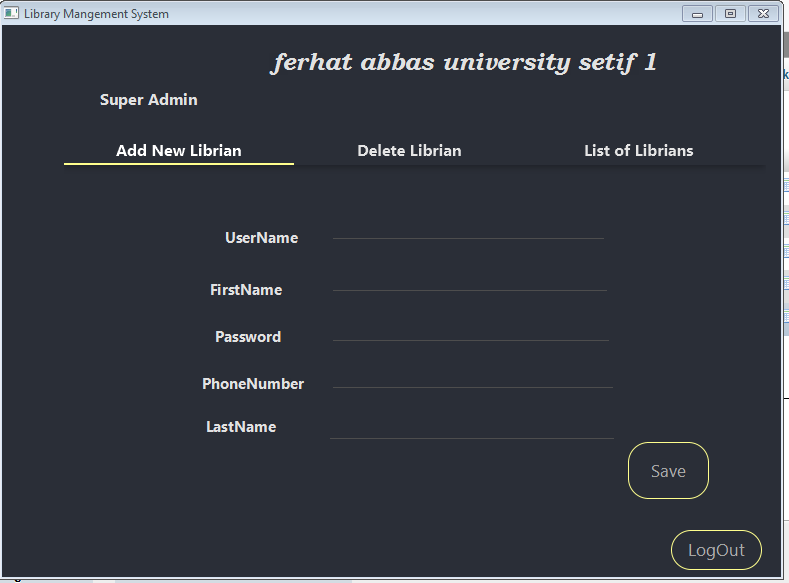 Library Mangement System
ferhat abbas university setif 1
Super Admin
Add New Librian Delete Librian List of Librians
UserName
FirstName
Password
PhoneNumber
LastName
Save
LogOut